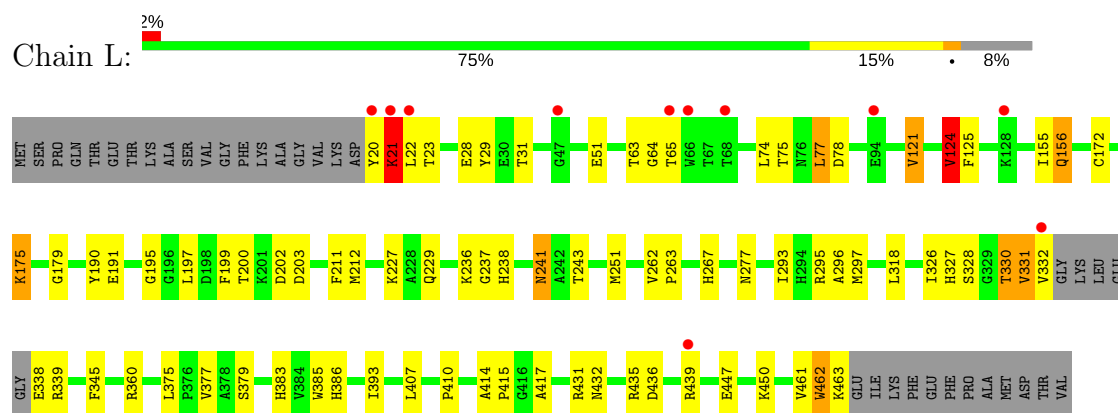 2%
Chain L:
75% 15% • 8%
MET SER PRO GLN THR GLU THR LYS ALA SER VAL GLY PHE LYS ALA GLY VAL LYS ASP Y20 K21 L22 T23 E28 Y29 E30 T31 G47 E51 T63 G64 T65 W66 T67 T68 L74 T75 N76 L77 D78 E94 V121 V124 F125 K128 I155 Q156 C172
K175 G179 Y190 E191 G195 G196 L197 D198 F199 T200 K201 D202 D203 F211 M212 K227 A228 Q229 K236 G237 H238 N241 A242 T243 M251 V262 P263 H267 N277 I293 H294 R295 A296 M297 L318 I326 H327 S328 G329 T330 V331 V332 GLY LYS LEU GLU
GLY E338 R339 F345 R360 L375 P376 V377 A378 S379 H383 V384 W385 H386 I393 L407 P410 A414 P415 G416 A417 R431 N432 R435 D436 R439 E447 K450 V461 W462 K463 GLU ILE LYS PHE GLU PHE PRO ALA MET ASP THR VAL